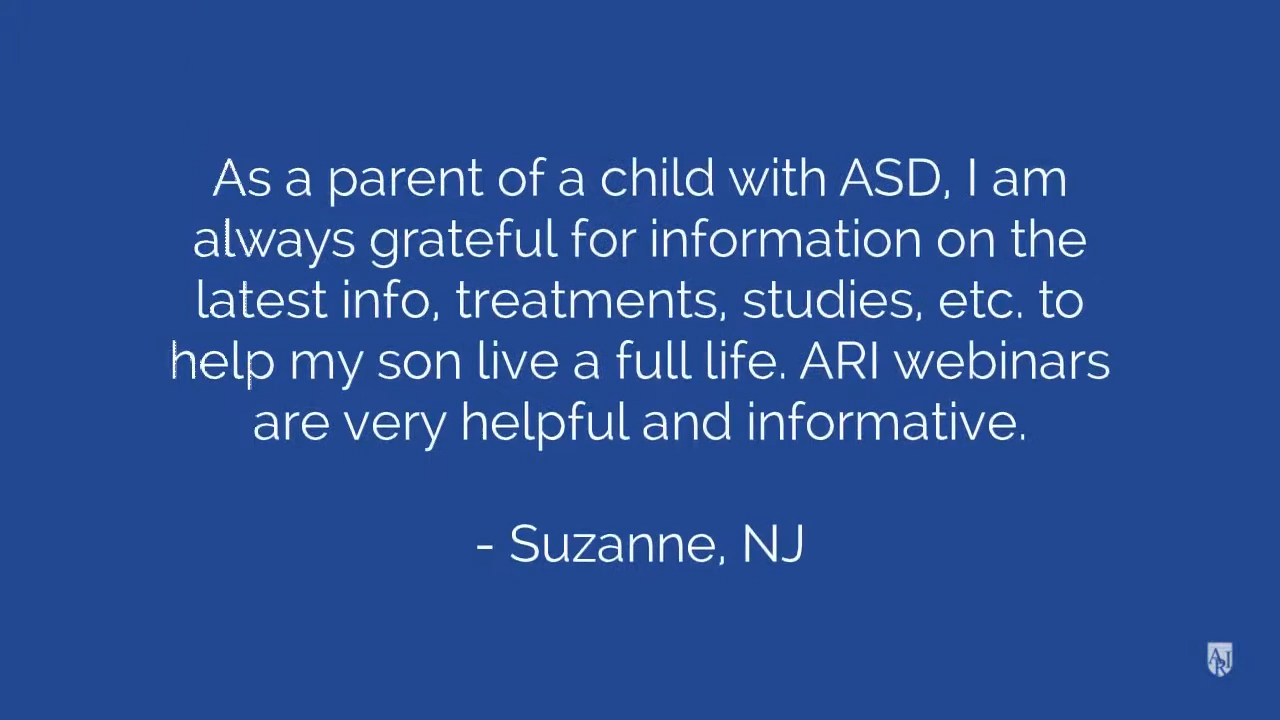 As a parent of a child with ASD, I am
always grateful for information on the
latest info, treatments, studies, etc. to
help my son live a full life. ARI webinars
are very helpful and informative.
- Suzanne, NJ
ARI